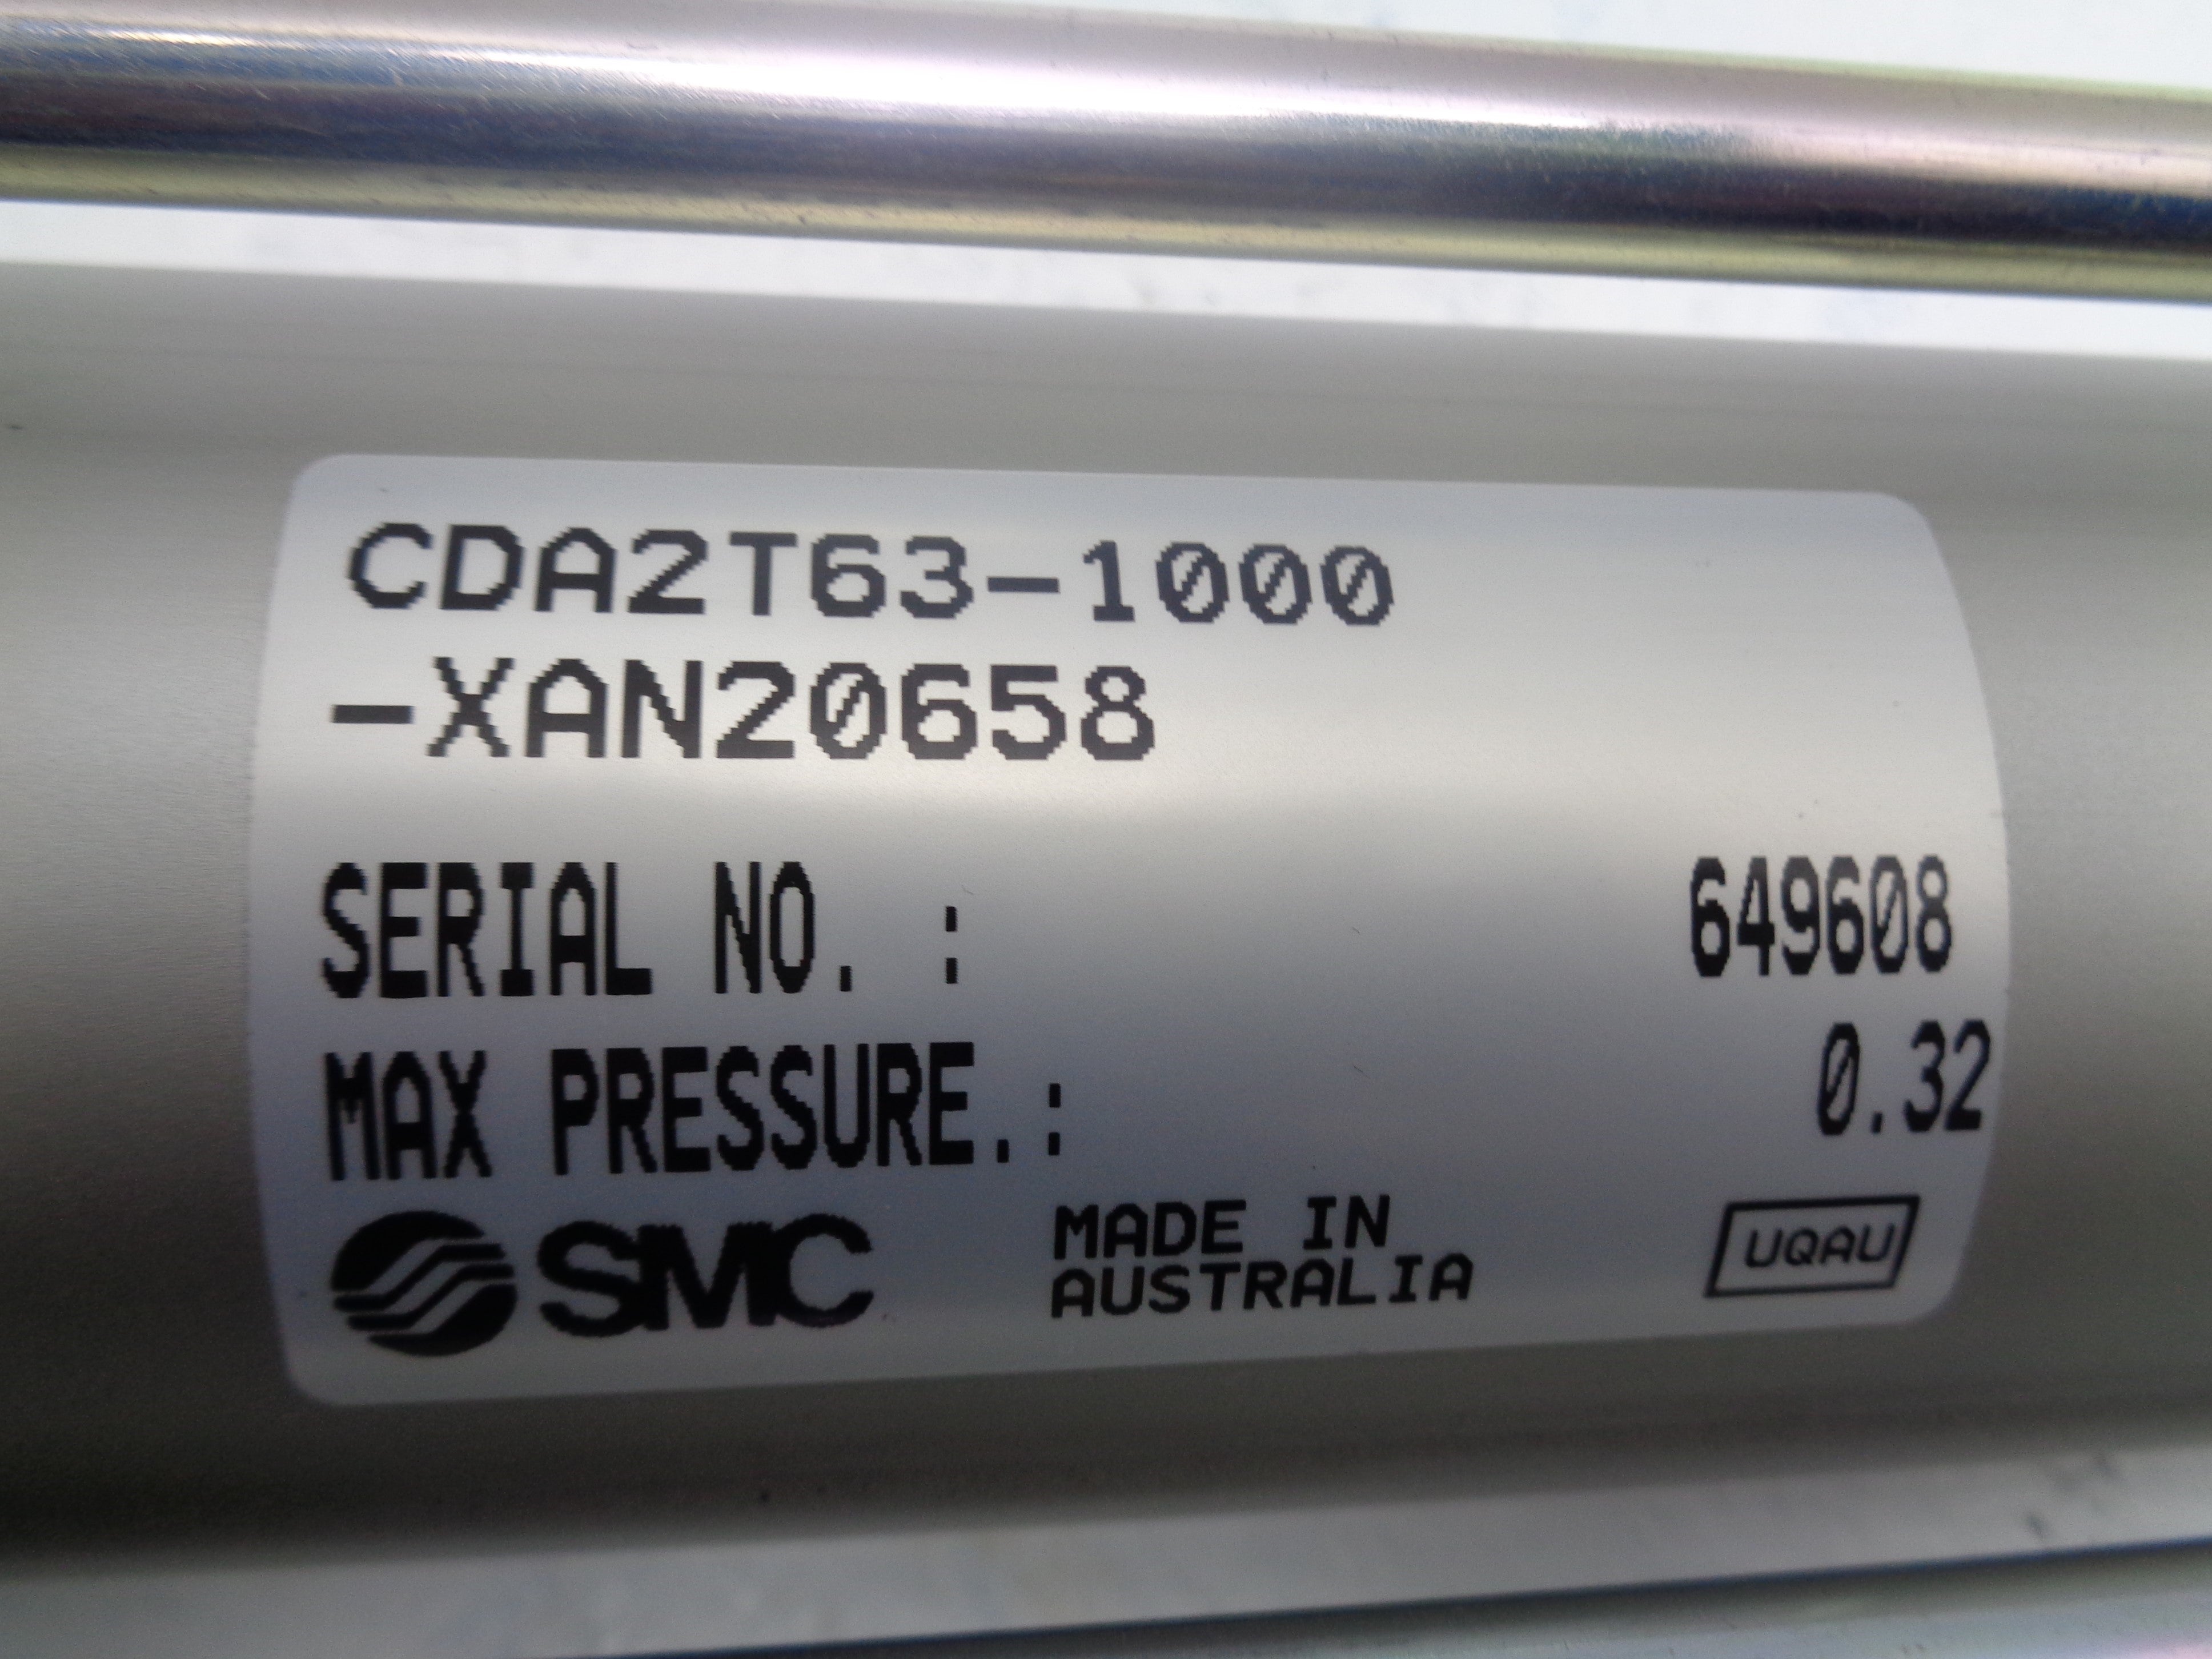 CDA2T63-1000
-XAN20658
SERIAL NO. : 649608
MAX PRESSURE.: 0.32
SMC MADE IN AUSTRALIA UQAU